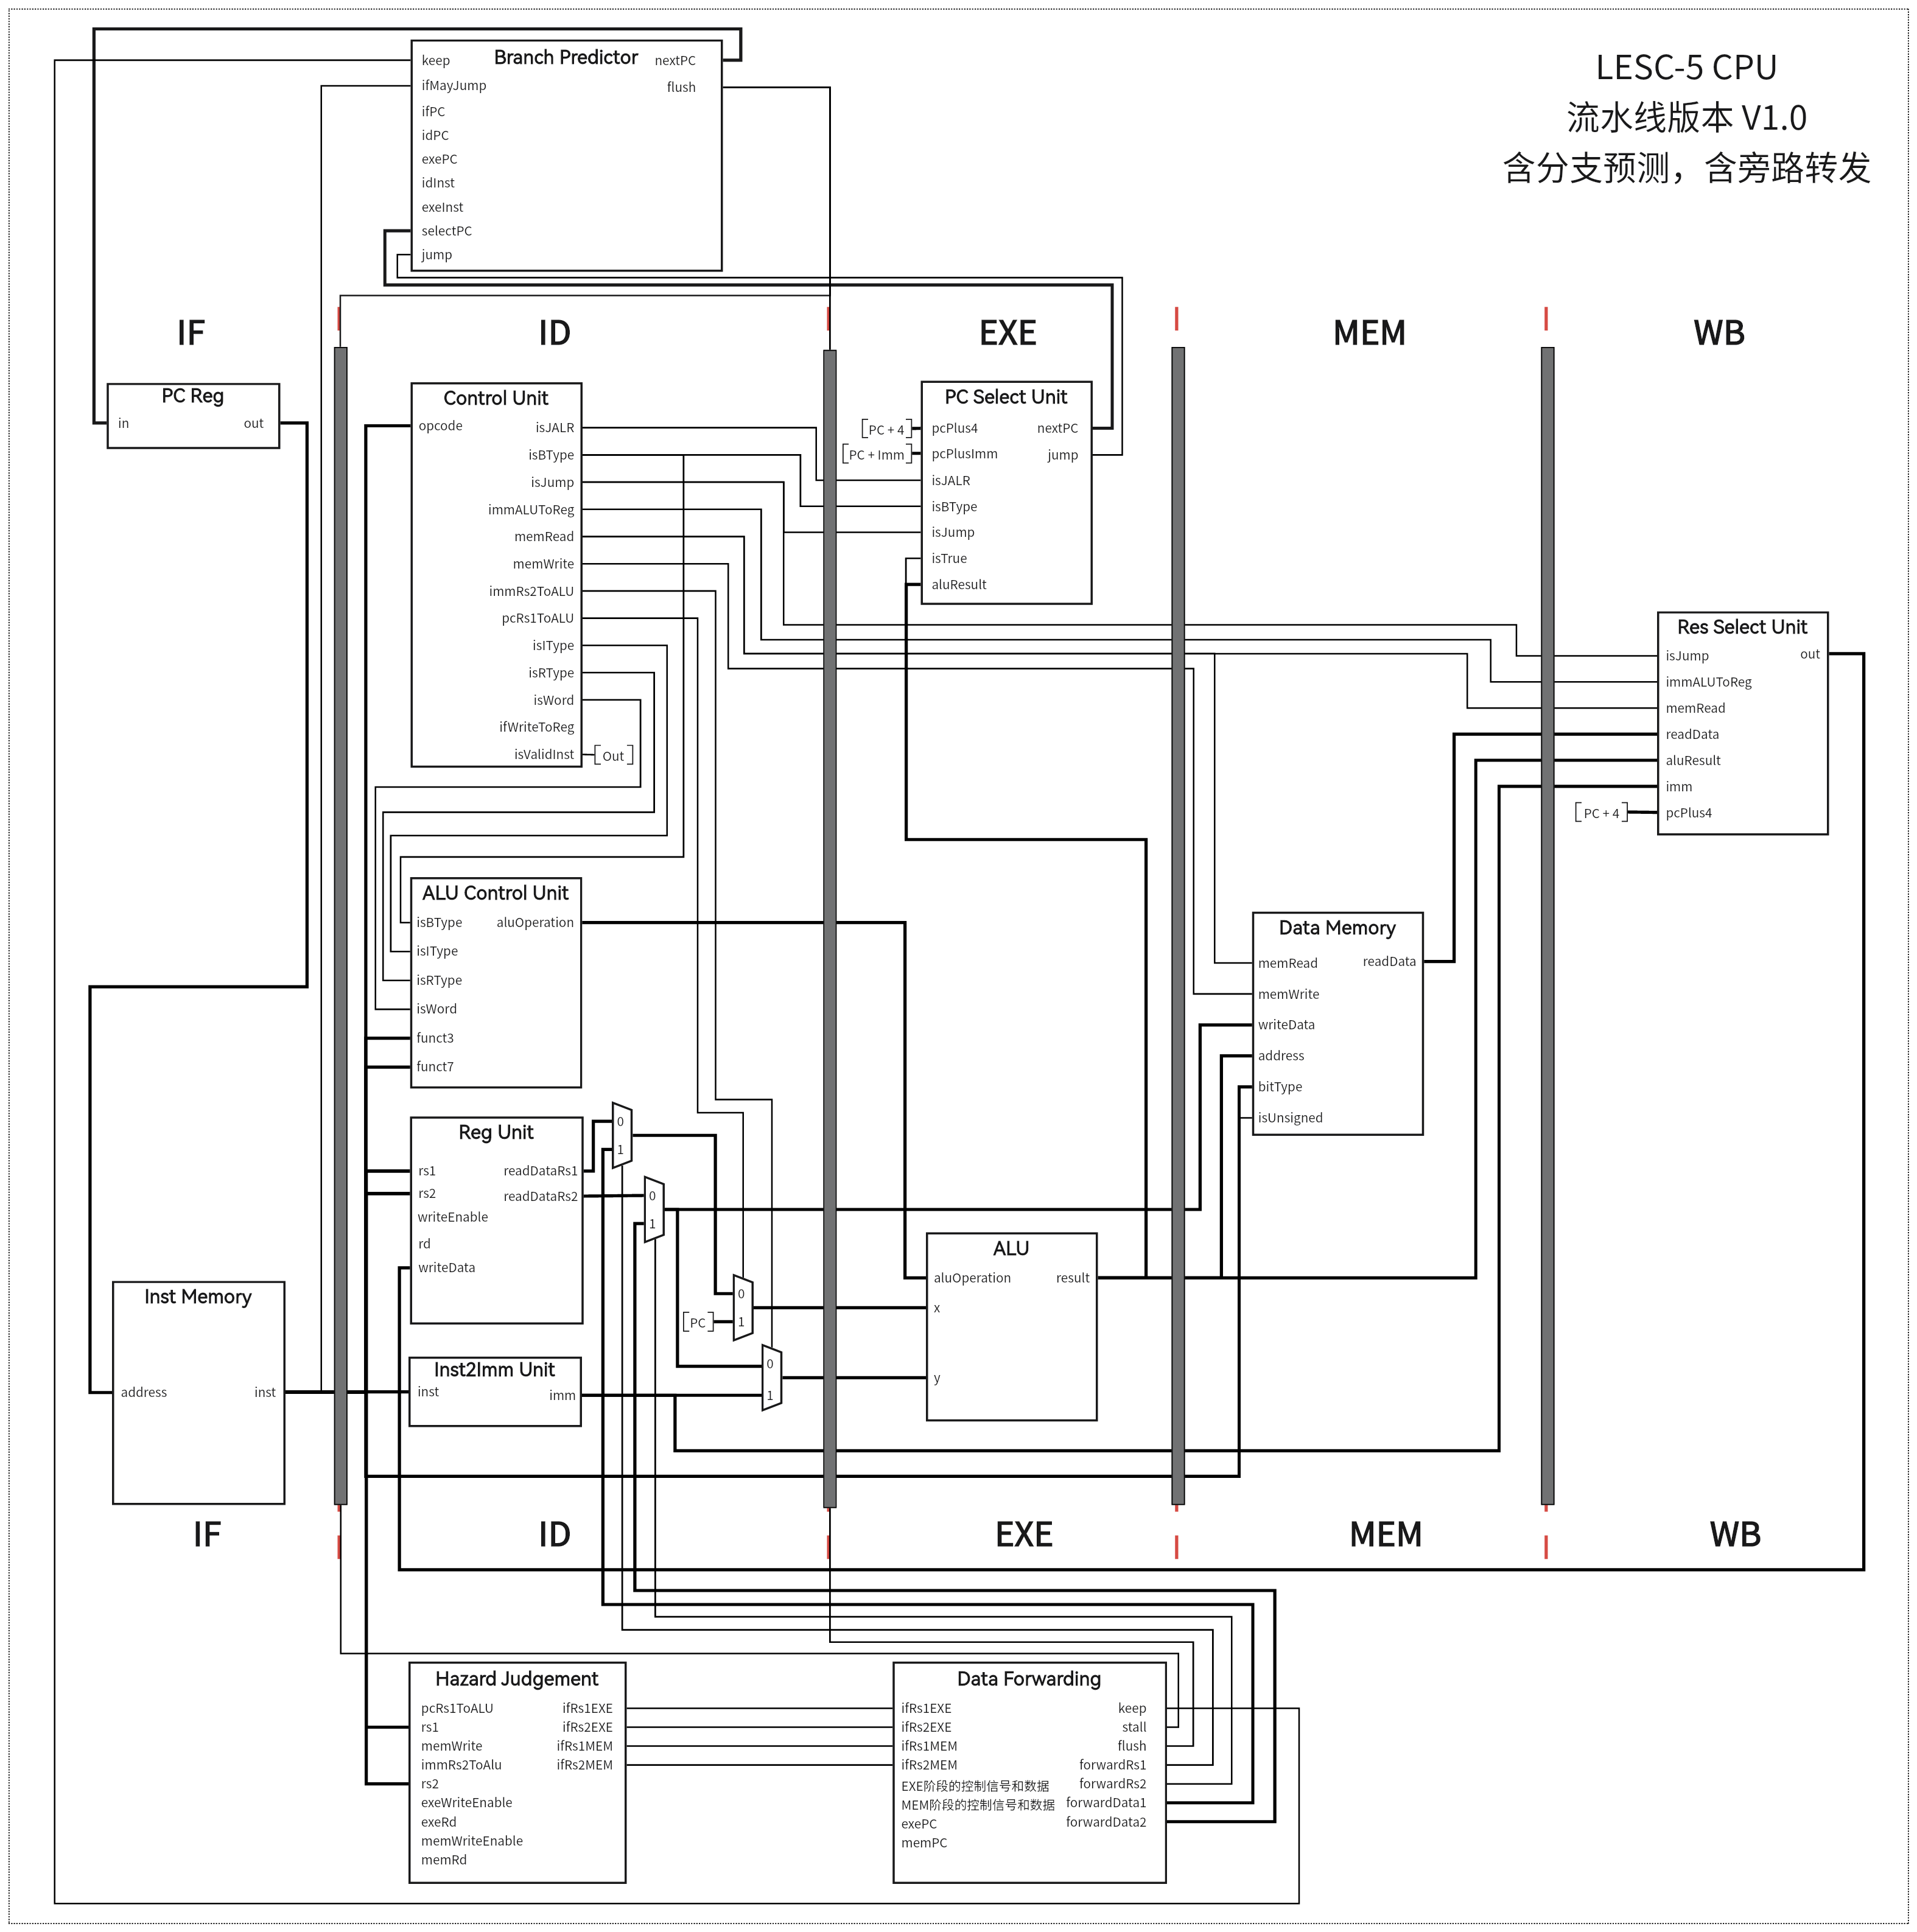 LESC-5 CPU
流水线版本 V1.0
含分支预测，含旁路转发
Branch Predictor
keep
ifMayJump
ifPC
idPC
exePC
idInst
exeInst
selectPC
jump
nextPC
flush
IF
ID
EXE
MEM
WB
PC Reg
in
out
Control Unit
opcode
isJALR
isBType
isJump
immALUToReg
memRead
memWrite
immRs2ToALU
pcRs1ToALU
isIType
isRType
isWord
ifWriteToReg
isValidInst
Out
PC + 4
PC + Imm
PC Select Unit
pcPlus4
pcPlusImm
isJALR
isBType
isJump
isTrue
aluResult
nextPC
jump
Res Select Unit
isJump
immALUToReg
memRead
readData
aluResult
imm
pcPlus4
out
PC + 4
ALU Control Unit
isBType
isIType
isRType
isWord
funct3
funct7
aluOperation
Data Memory
memRead
memWrite
writeData
address
bitType
isUnsigned
readData
Reg Unit
rs1
rs2
writeEnable
rd
writeData
readDataRs1
readDataRs2
0
1
0
1
0
1
PC
0
1
ALU
aluOperation
x
y
result
Inst Memory
address
inst
Inst2Imm Unit
inst
imm
IF
ID
EXE
MEM
WB
Hazard Judgement
pcRs1ToALU
rs1
memWrite
immRs2ToAlu
rs2
exeWriteEnable
exeRd
memWriteEnable
memRd
ifRs1EXE
ifRs2EXE
ifRs1MEM
ifRs2MEM
Data Forwarding
ifRs1EXE
ifRs2EXE
ifRs1MEM
ifRs2MEM
EXE阶段的控制信号和数据
MEM阶段的控制信号和数据
exePC
memPC
keep
stall
flush
forwardRs1
forwardRs2
forwardData1
forwardData2